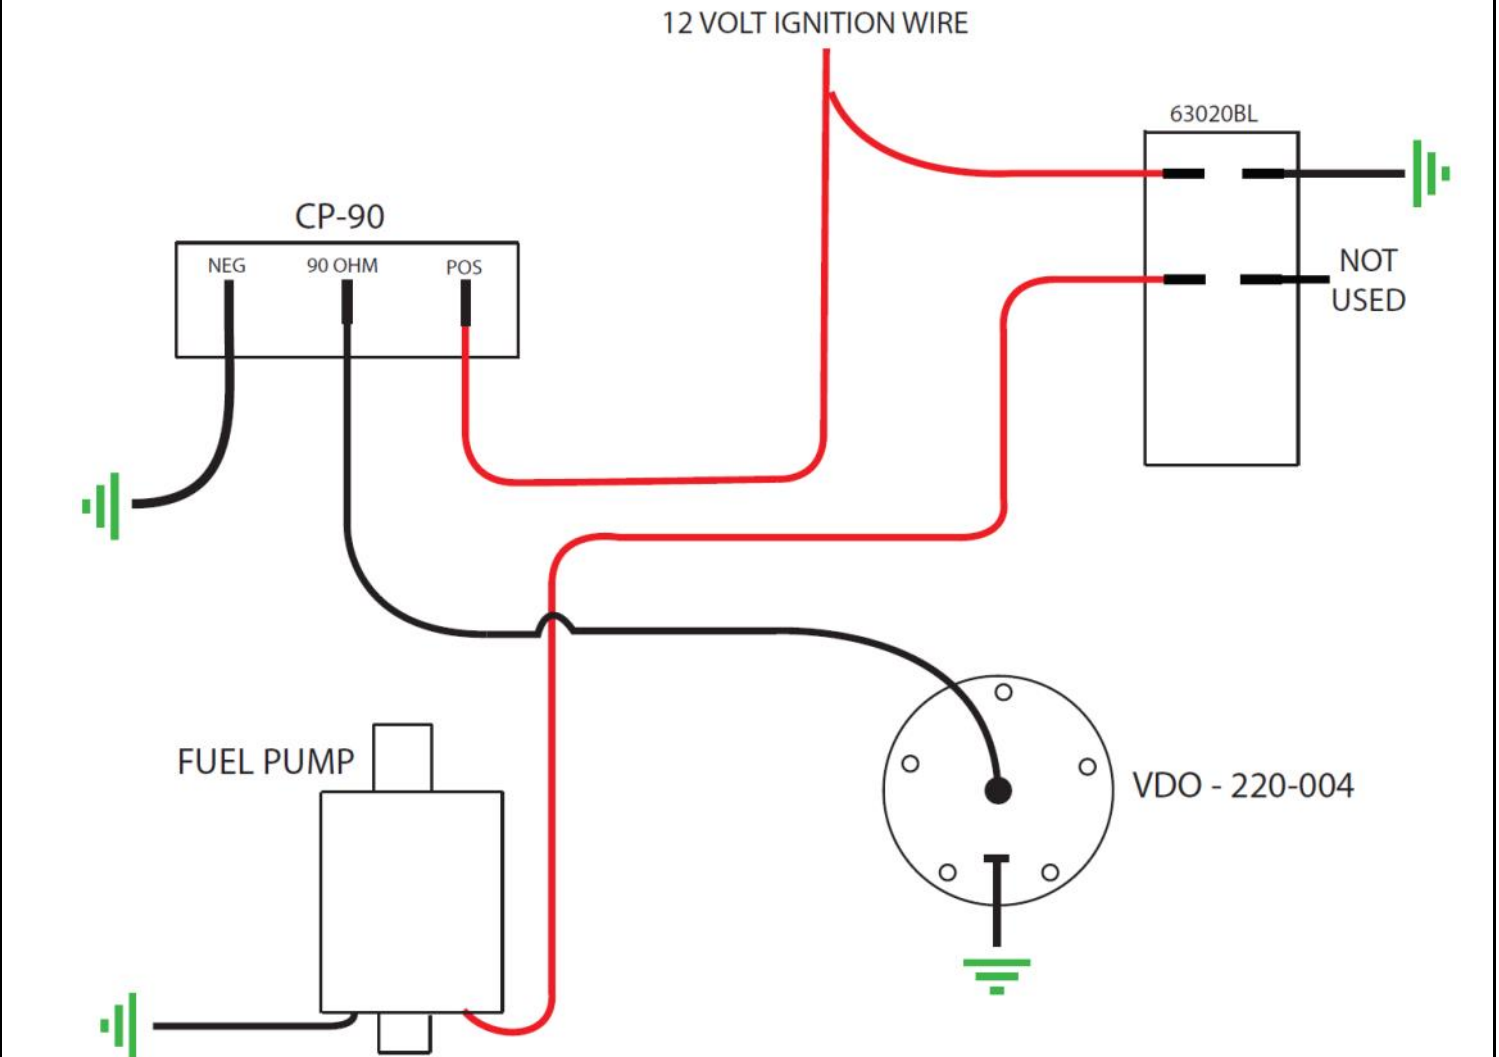 12 VOLT IGNITION WIRE
63020BL
CP-90
NEG 90 OHM POS
NOT
USED
FUEL PUMP
VDO - 220-004